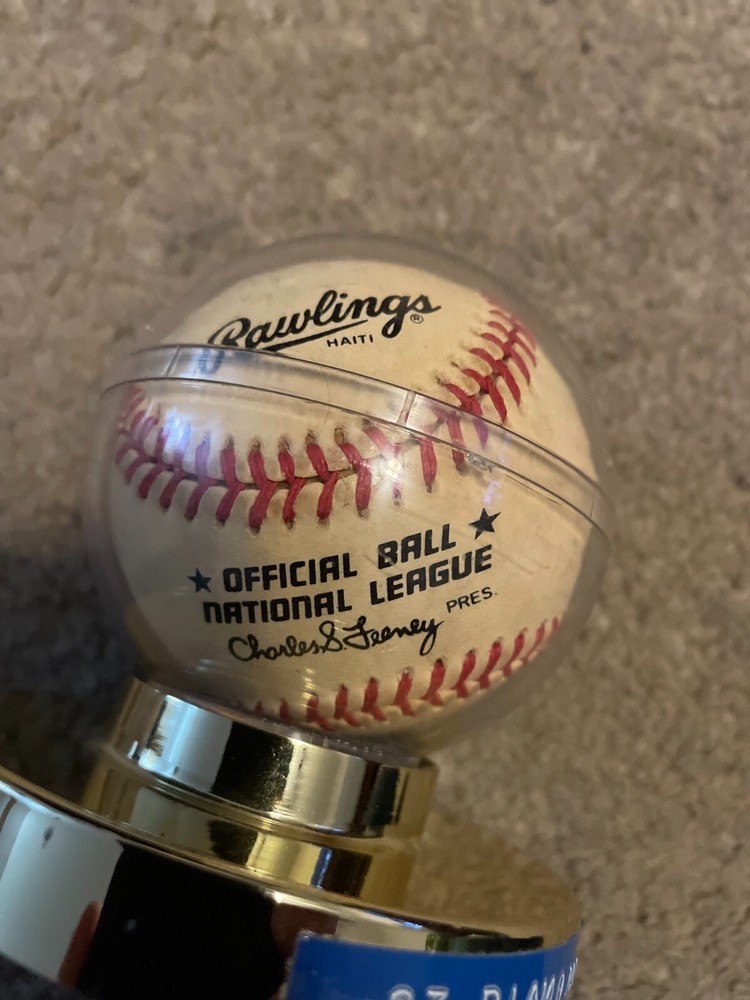 Rawlings®
HAITI
★ OFFICIAL BALL ★
NATIONAL LEAGUE
Charles S. Feeney PRES.